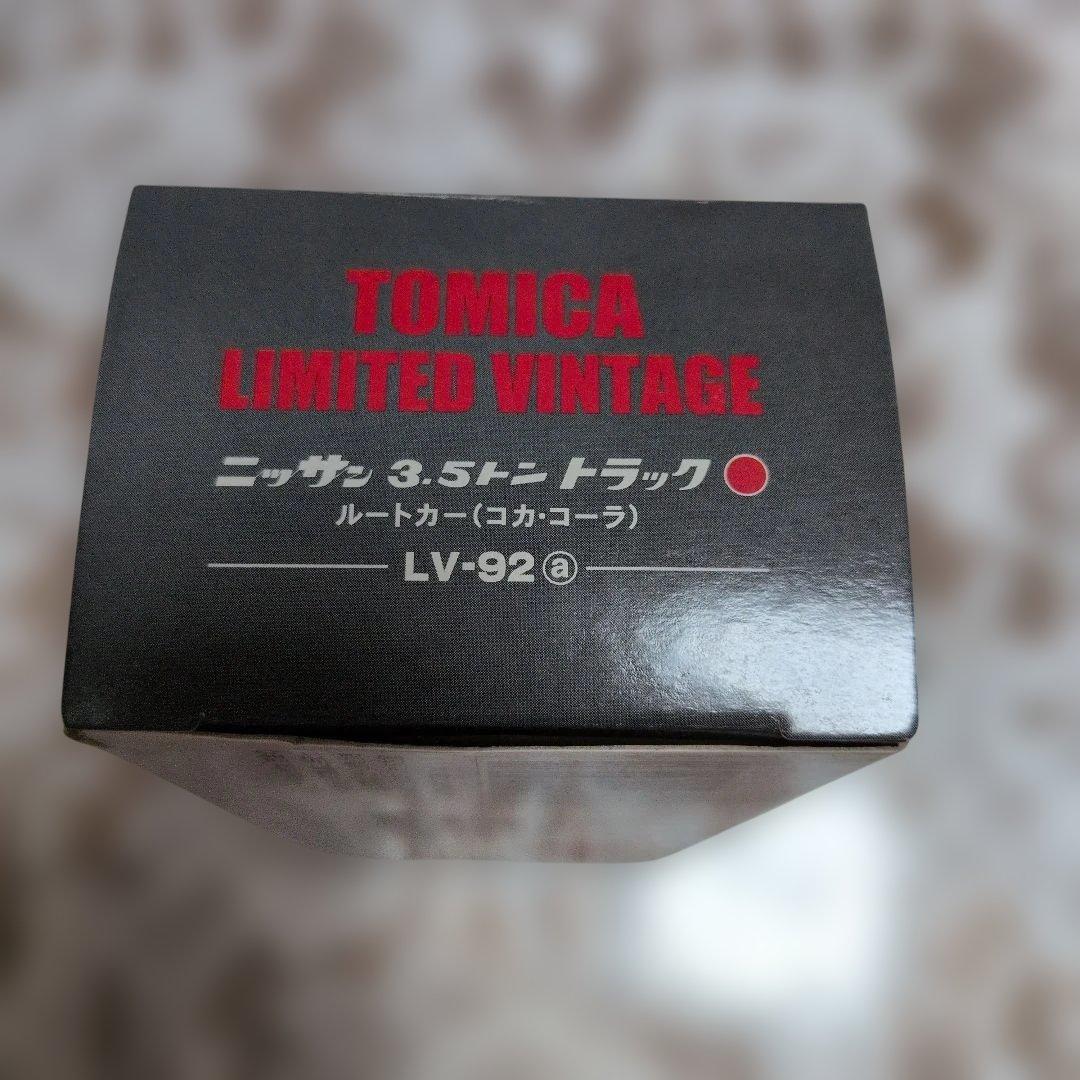 TOMICA
LIMITED VINTAGE
ニッサン 3.5トン トラック
ルートカー(コカ·コーラ)
LV-92ⓐ